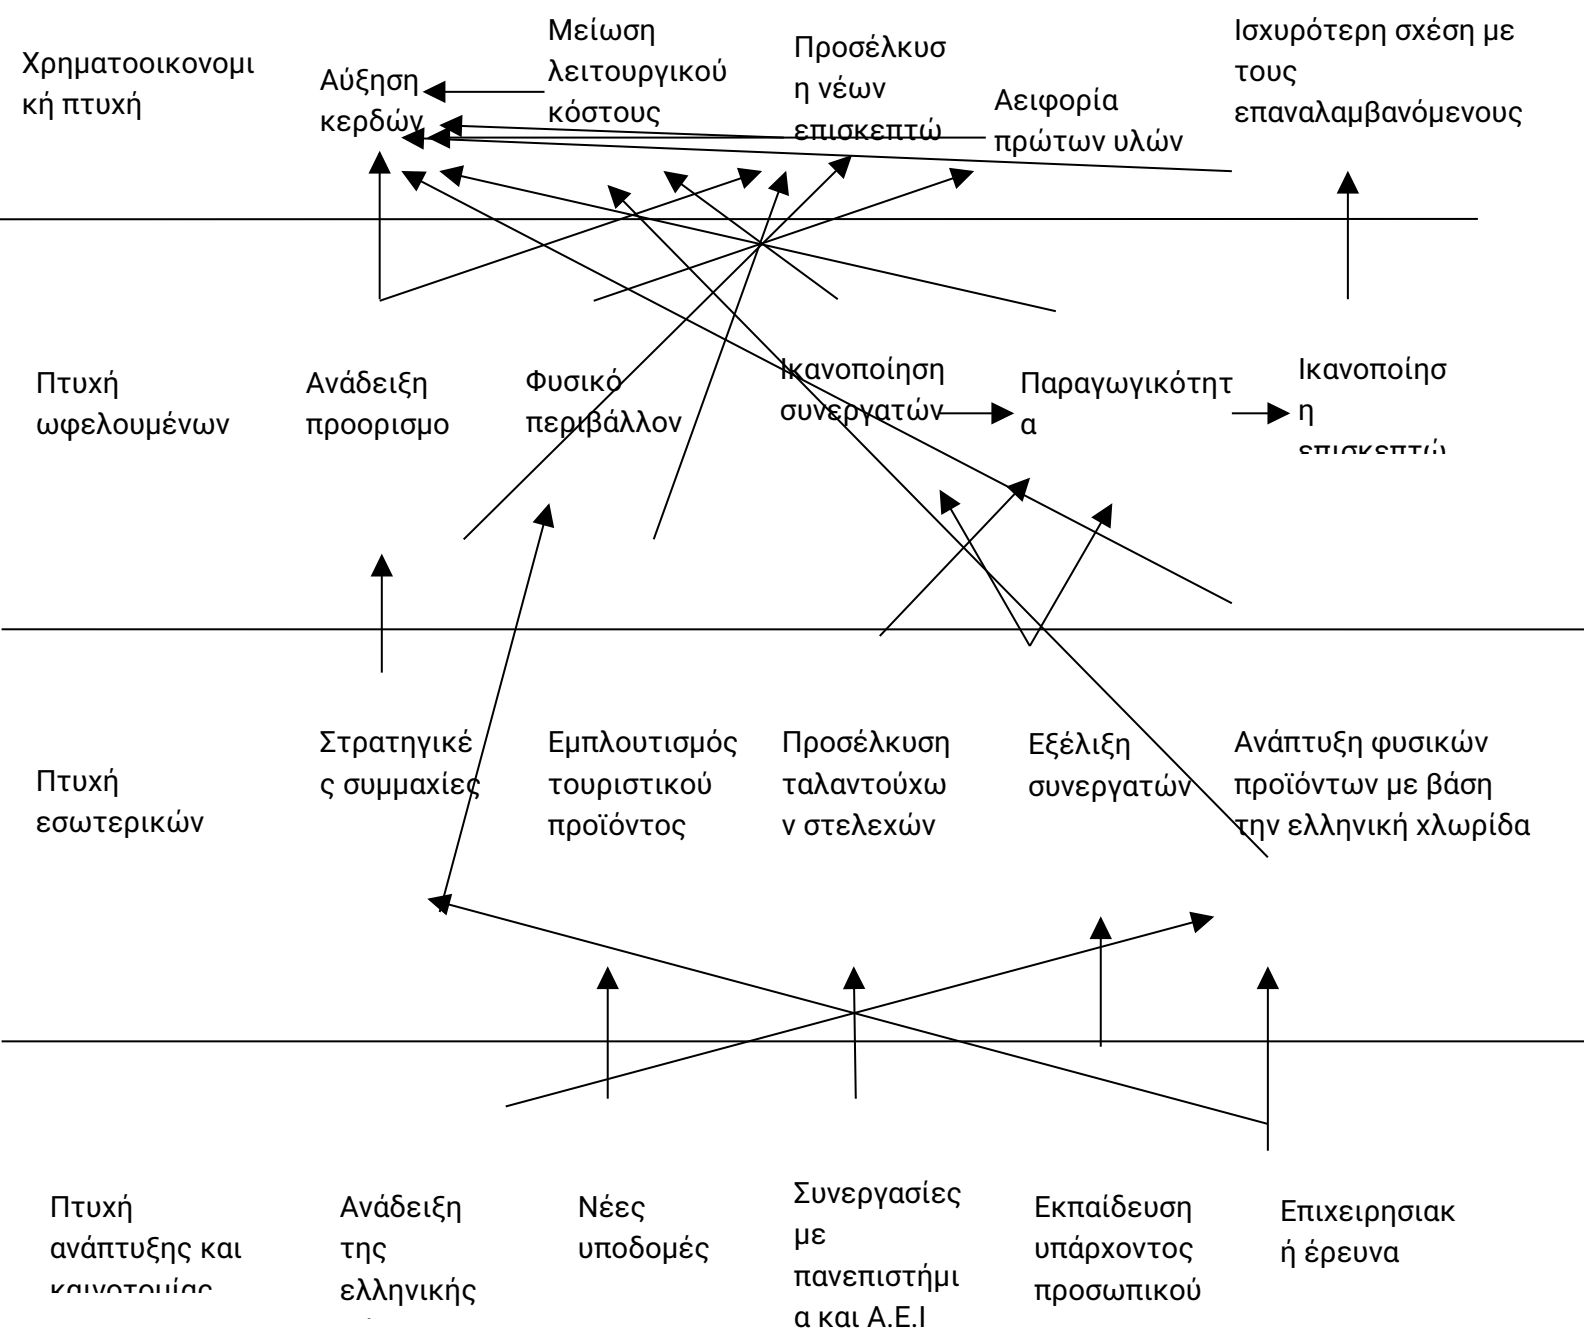 Χρηματοοικονομι
κή πτυχή
Αύξηση
κερδών
Μείωση
λειτουργικού
κόστους
Προσέλκυσ
η νέων
επισκεπτώ
Αειφορία
πρώτων υλών
Ισχυρότερη σχέση με
τους
επαναλαμβανόμενους
Πτυχή
ωφελουμένων
Ανάδειξη
προορισμο
Φυσικό
περιβάλλον
Ικανοποίηση
συνεργατών
Παραγωγικότητ
α
Ικανοποίησ
η
επισκεπτώ
Πτυχή
εσωτερικών
Στρατηγικέ
ς συμμαχίες
Εμπλουτισμός
τουριστικού
προϊόντος
Προσέλκυση
ταλαντούχω
ν στελεχών
Εξέλιξη
συνεργατών
Ανάπτυξη φυσικών
προϊόντων με βάση
την ελληνική χλωρίδα
Πτυχή
ανάπτυξης και
καινοτομίας
Ανάδειξη
της
ελληνικής
Νέες
υποδομές
Συνεργασίες
με
πανεπιστήμι
α και Α.Ε.Ι
Εκπαίδευση
υπάρχοντος
προσωπικού
Επιχειρησιακ
ή έρευνα